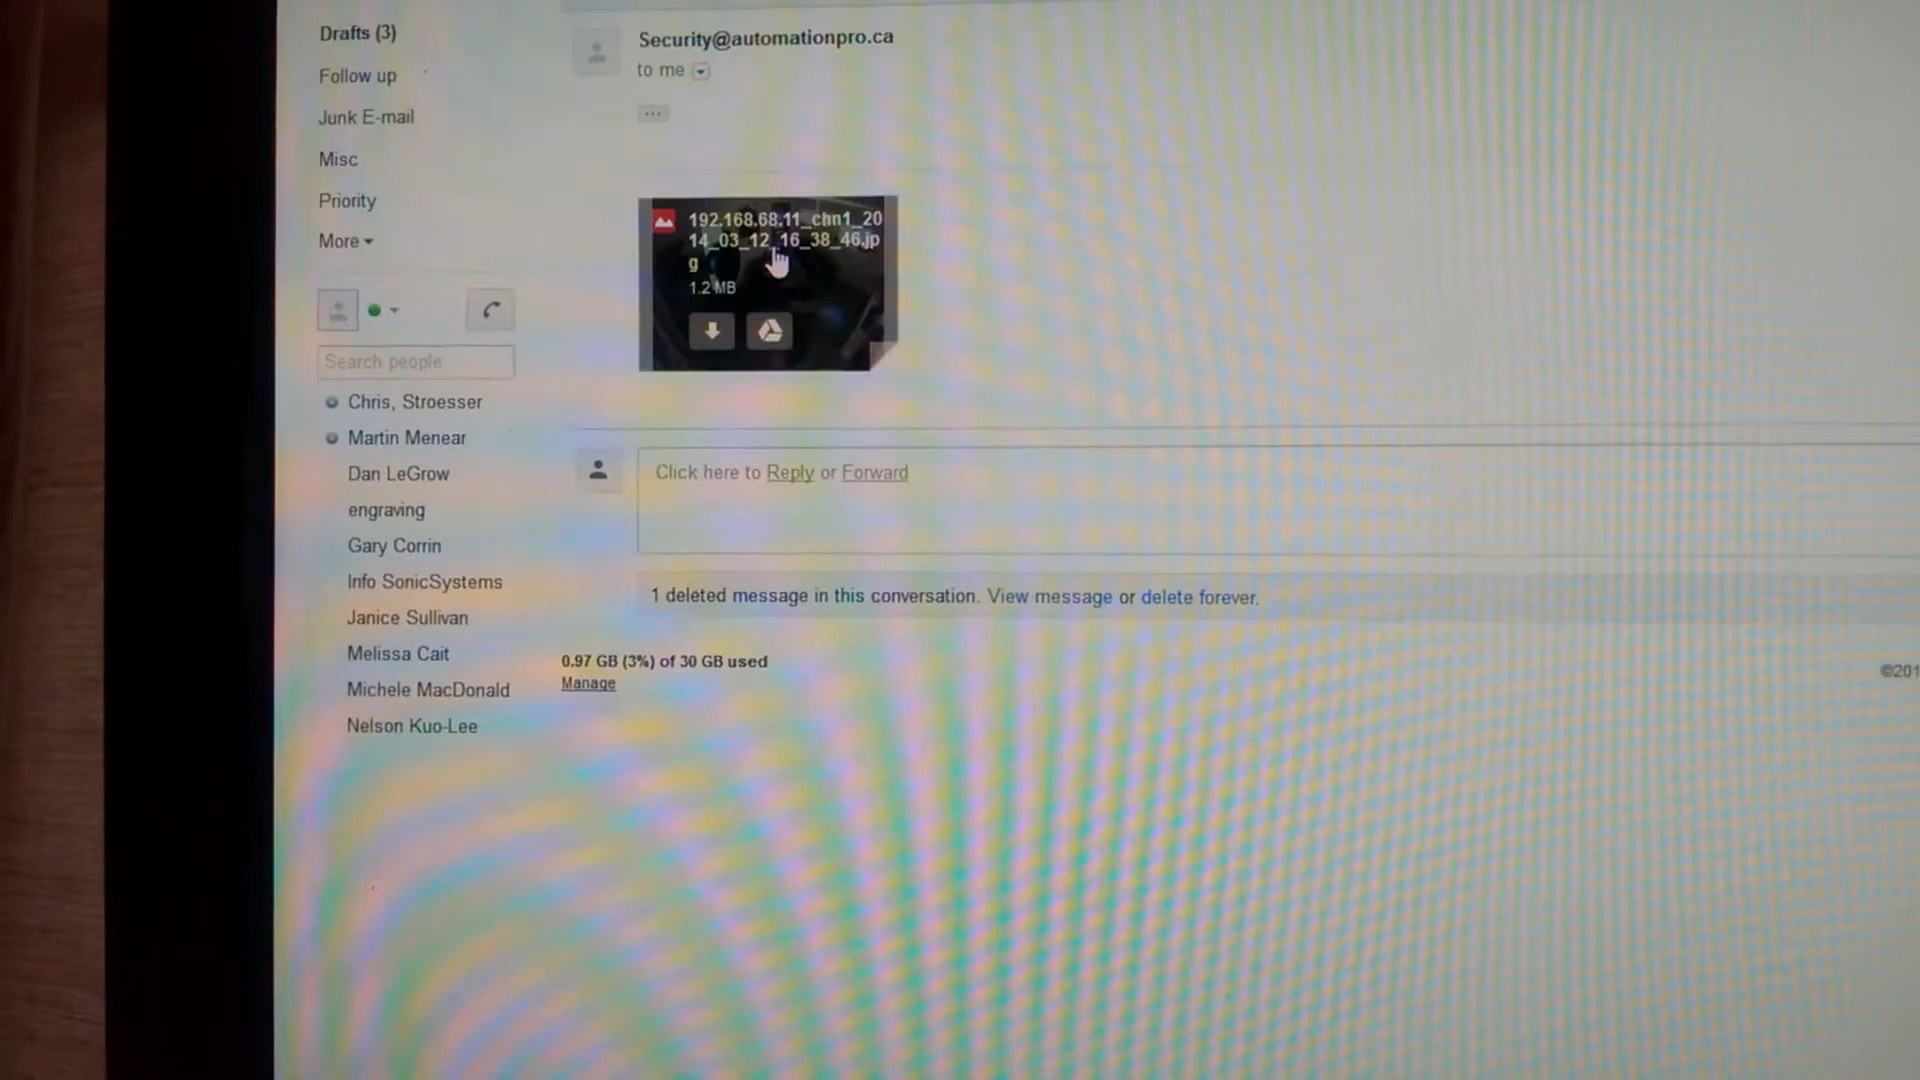 Drafts (3)
Follow up
Junk E-mail
Misc
Priority
More
Search people
Chris, Stroesser
Martin Menear
Dan LeGrow
engraving
Gary Corrin
Info SonicSystems
Janice Sullivan
Melissa Cait
Michele MacDonald
Nelson Kuo-Lee
Security@automationpro.ca
to me
192.168.68.11_chn1_20
14_03_12_16_38_46.jp
g
1.2 MB
Click here to Reply or Forward
1 deleted message in this conversation. View message or delete forever.
0.97 GB (3%) of 30 GB used
Manage
©201